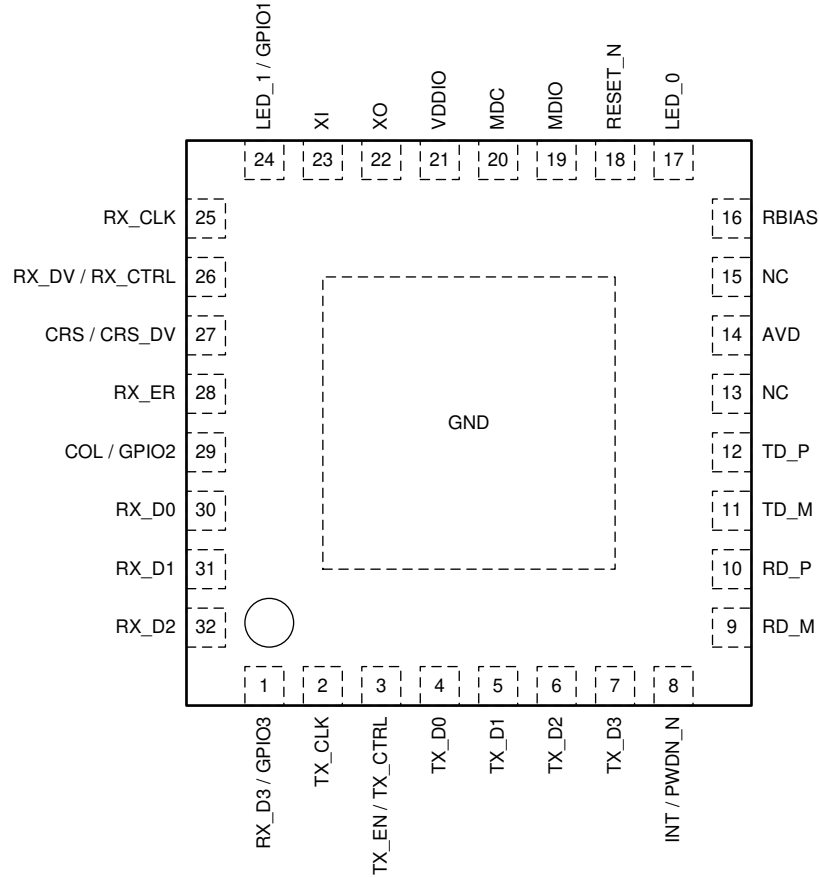 LED_1 / GPIO1
XI
XO
VDDIO
MDC
MDIO
RESET_N
LED_0
24
23
22
21
20
19
18
17
RX_CLK 25
16 RBIAS
RX_DV / RX_CTRL 26
15 NC
CRS / CRS_DV 27
14 AVD
RX_ER 28
13 NC
GND
COL / GPIO2 29
12 TD_P
RX_D0 30
11 TD_M
RX_D1 31
10 RD_P
RX_D2 32
9 RD_M
1
2
3
4
5
6
7
8
RX_D3 / GPIO3
TX_CLK
TX_EN / TX_CTRL
TX_D0
TX_D1
TX_D2
TX_D3
INT / PWDN_N